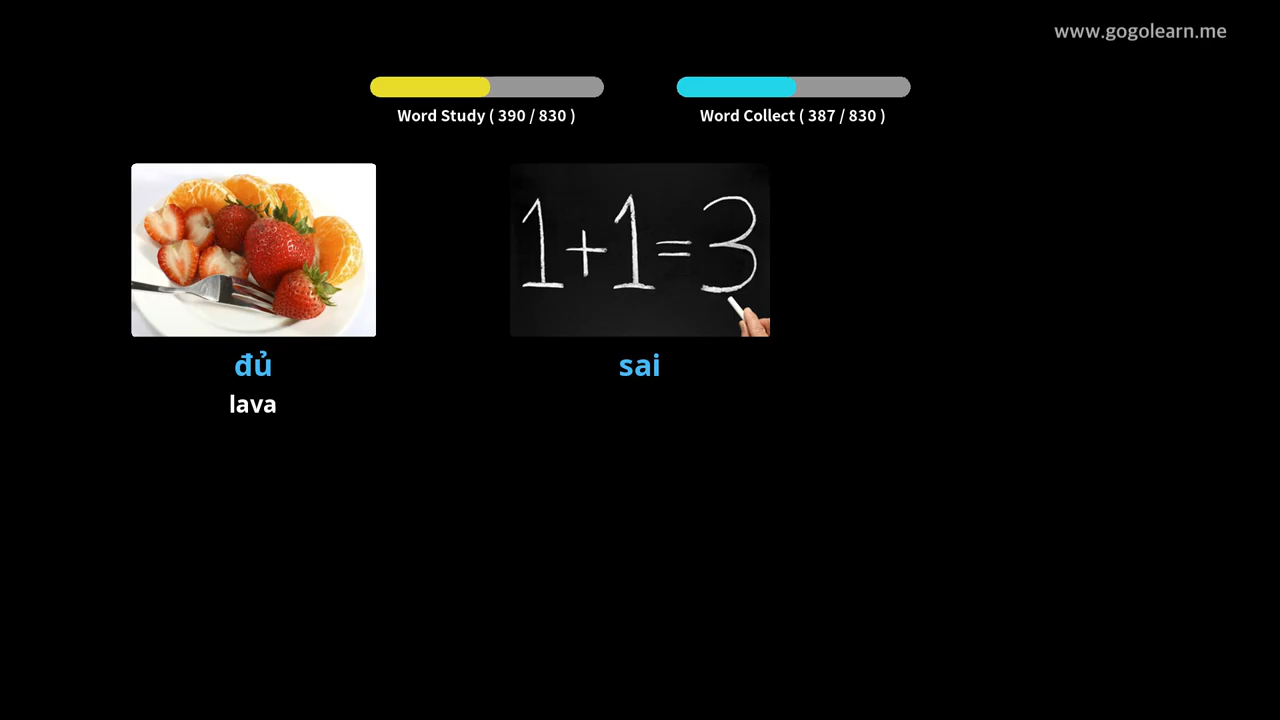 www.gogolearn.me
Word Study ( 390 / 830 )
Word Collect ( 387 / 830 )
1+1=3
đủ
sai
lava